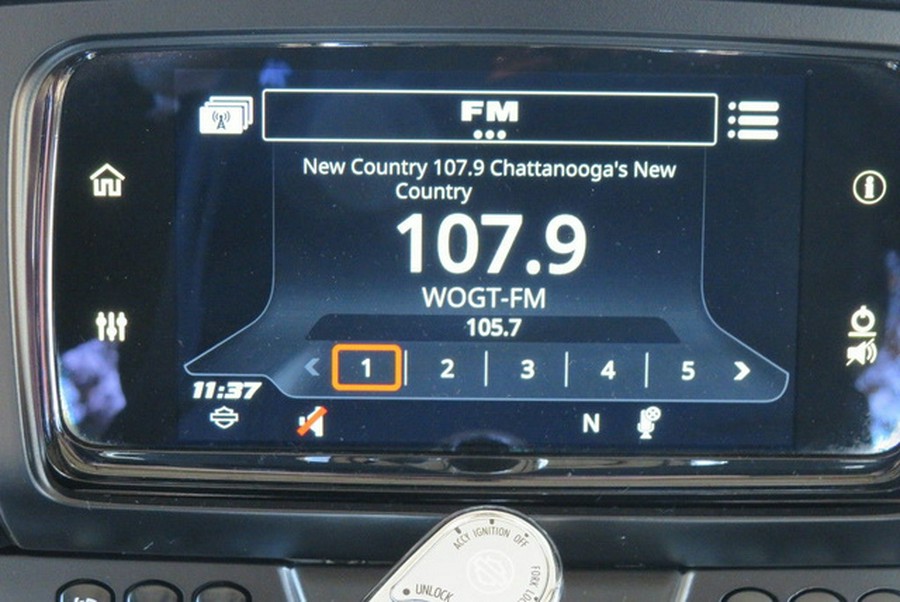 FM
New Country 107.9 Chattanooga's New
Country
107.9
WOGT-FM
105.7
1 2 3 4 5
11:37
N
ACCY IGNITION OFF
UNLOCK
FORK